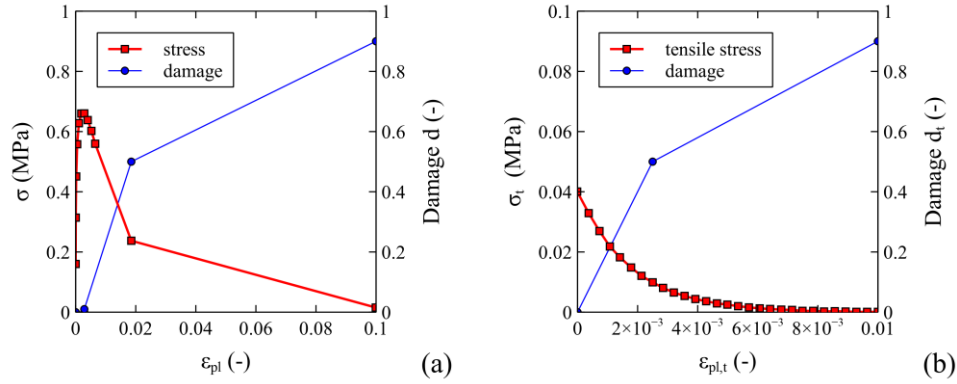 stress
damage
σ (MPa)
1
0.8
0.6
0.4
0.2
0
1
0.8
0.6
0.4
0.2
0
Damage d (-)
0 0.02 0.04 0.06 0.08 0.1
εpl (-)
(a)
tensile stress
damage
σt (MPa)
0.1
0.08
0.06
0.04
0.02
0
1
0.8
0.6
0.4
0.2
0
Damage dt (-)
0 2×10⁻³ 4×10⁻³ 6×10⁻³ 8×10⁻³ 0.01
εpl,t (-)
(b)